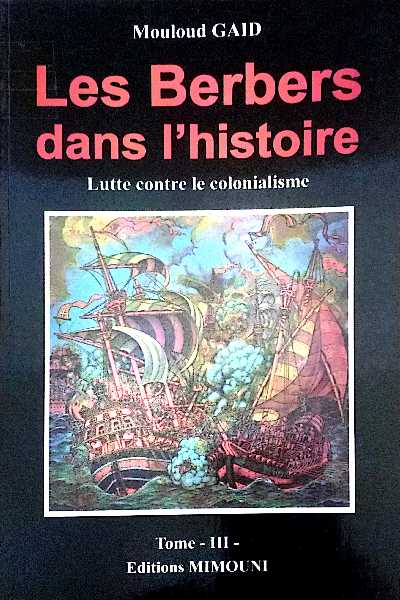 Mouloud GAID
Les Berbers
dans l'histoire
Lutte contre le colonialisme
Tome - III -
Editions MIMOUNI